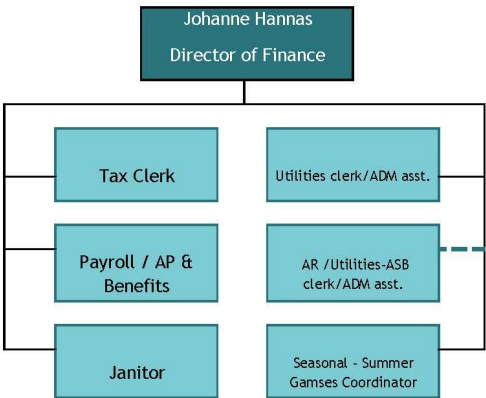 Johanne Hannas
Director of Finance
Tax Clerk
Utilities clerk/ADM asst.
Payroll / AP &
Benefits
AR /Utilities-ASB
clerk/ADM asst.
Janitor
Seasonal - Summer
Gamses Coordinator